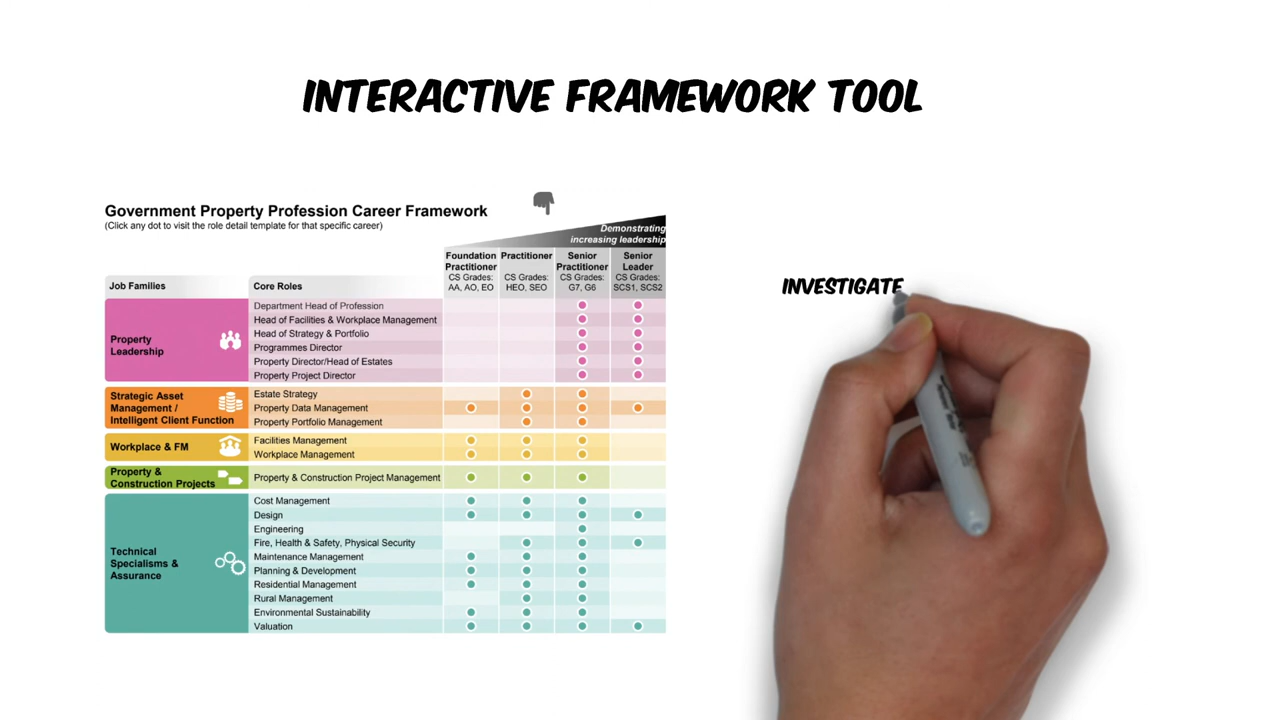 INTERACTIVE FRAMEWORK TOOL
Government Property Profession Career Framework
(Click any dot to visit the role detail template for that specific career)
Demonstrating
increasing leadership
Foundation
Practitioner
CS Grades:
AA, AO, EO
Practitioner
CS Grades:
HEO, SEO
Senior
Practitioner
CS Grades:
G7, G6
Senior
Leader
CS Grades:
SCS1, SCS2
Job Families
Core Roles
Property
Leadership
Department Head of Profession
Head of Facilities & Workplace Management
Head of Strategy & Portfolio
Programmes Director
Property Director/Head of Estates
Property Project Director
Strategic Asset
Management /
Intelligent Client Function
Estate Strategy
Property Data Management
Property Portfolio Management
Workplace & FM
Facilities Management
Workplace Management
Property &
Construction Projects
Property & Construction Project Management
Technical
Specialisms &
Assurance
Cost Management
Design
Engineering
Fire, Health & Safety, Physical Security
Maintenance Management
Planning & Development
Residential Management
Rural Management
Environmental Sustainability
Valuation
INVESTIGATE